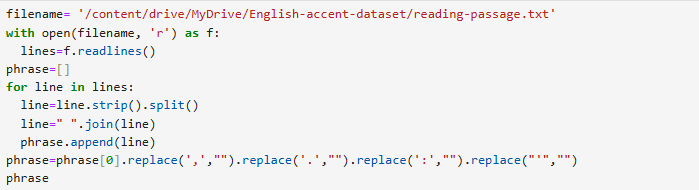 filename= '/content/drive/MyDrive/English-accent-dataset/reading-passage.txt'
with open(filename, 'r') as f:
  lines=f.readlines()
phrase=[]
for line in lines:
  line=line.strip().split()
  line=" ".join(line)
  phrase.append(line)
phrase=phrase[0].replace(',',"").replace('.',"").replace(':',"").replace("'","")
phrase